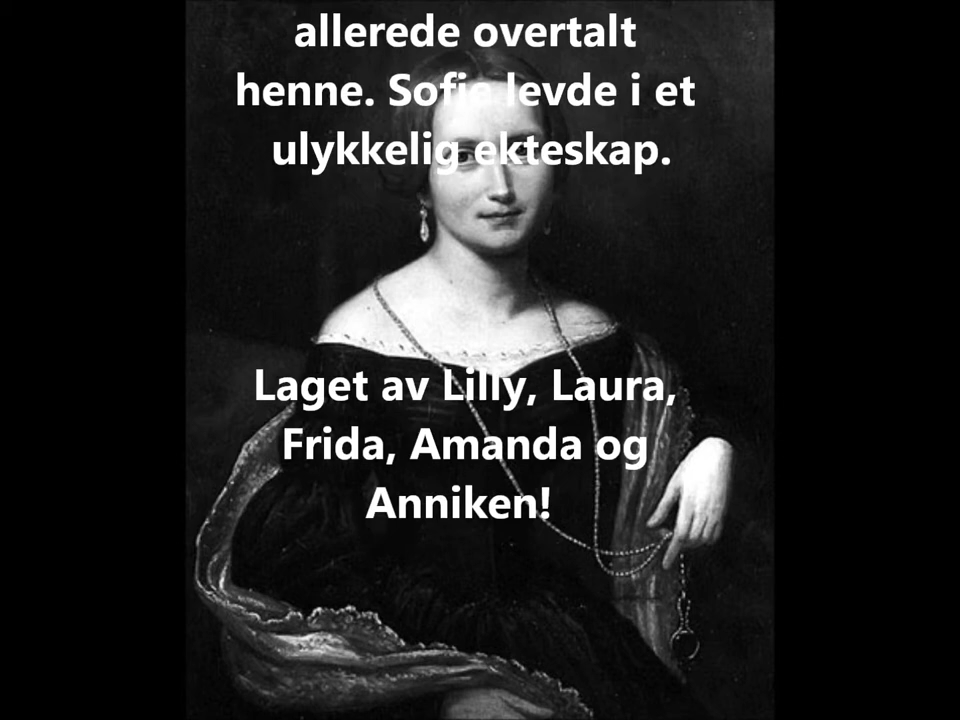 allerede overtalt
henne. Sofie levde i et
ulykkelig ekteskap.
Laget av Lilly, Laura,
Frida, Amanda og
Anniken!